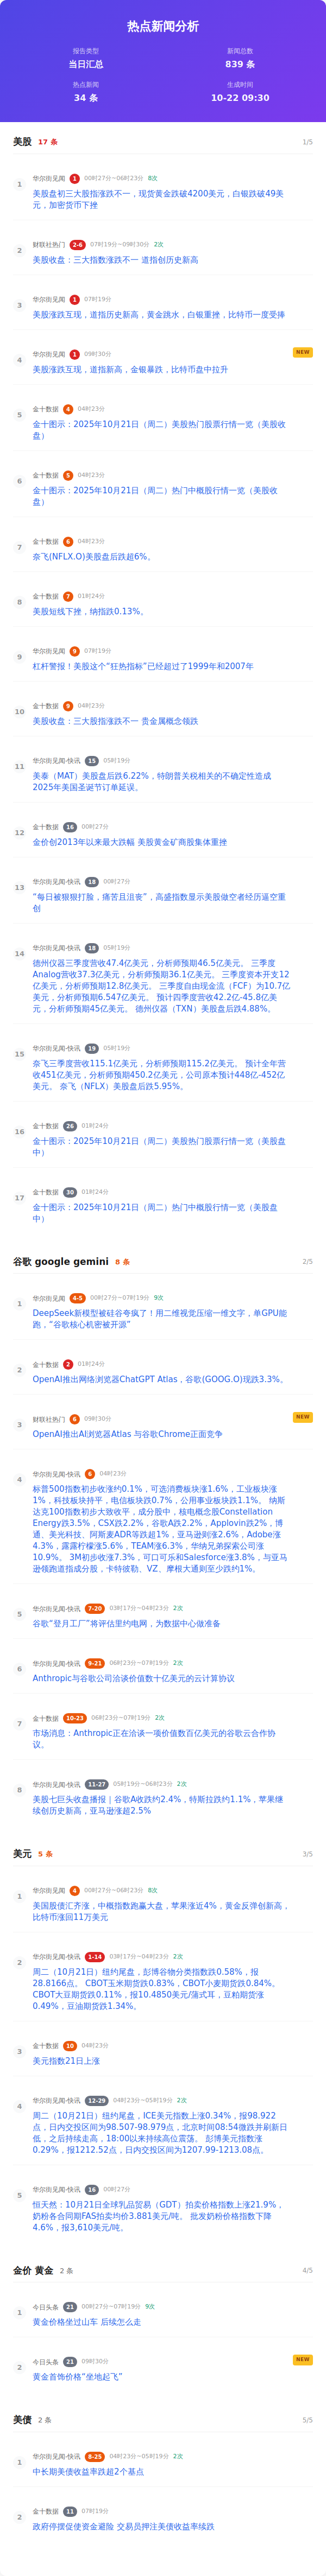 热点新闻分析
报告类型
当日汇总
新闻总数
839 条
热点新闻
34 条
生成时间
10-22 09:30
美股 17 条 1/5
1 华尔街见闻 1 00时27分~06时23分 8次
美股盘初三大股指涨跌不一，现货黄金跌破4200美元，白银跌破49美
元，加密货币下挫
2 财联社热门 2-6 07时19分~09时30分 2次
美股收盘：三大指数涨跌不一 道指创历史新高
3 华尔街见闻 1 07时19分
美股涨跌互现，道指历史新高，黄金跳水，白银重挫，比特币一度受捧
4 华尔街见闻 1 09时30分 NEW
美股涨跌互现，道指新高，金银暴跌，比特币盘中拉升
5 金十数据 4 04时23分
金十图示：2025年10月21日（周二）美股热门股票行情一览（美股收
盘）
6 金十数据 5 04时23分
金十图示：2025年10月21日（周二）热门中概股行情一览（美股收
盘）
7 金十数据 6 04时23分
奈飞(NFLX.O)美股盘后跌超6%。
8 金十数据 7 01时24分
美股短线下挫，纳指跌0.13%。
9 华尔街见闻 9 07时19分
杠杆警报！美股这个“狂热指标”已经超过了1999年和2007年
10 金十数据 9 04时23分
美股收盘：三大股指涨跌不一 贵金属概念领跌
11 华尔街见闻-快讯 15 05时19分
美泰（MAT）美股盘后跌6.22%，特朗普关税相关的不确定性造成
2025年美国圣诞节订单延误。
12 金十数据 16 00时27分
金价创2013年以来最大跌幅 美股黄金矿商股集体重挫
13 华尔街见闻-快讯 18 00时27分
“每日被狠狠打脸，痛苦且沮丧”，高盛指数显示美股做空者经历逼空重
创
14 华尔街见闻-快讯 18 05时19分
德州仪器三季度营收47.4亿美元，分析师预期46.5亿美元。 三季度
Analog营收37.3亿美元，分析师预期36.1亿美元。 三季度资本开支12
亿美元，分析师预期12.8亿美元。 三季度自由现金流（FCF）为10.7亿
美元，分析师预期6.547亿美元。 预计四季度营收42.2亿-45.8亿美
元，分析师预期45亿美元。 德州仪器（TXN）美股盘后跌4.88%。
15 华尔街见闻-快讯 19 05时19分
奈飞三季度营收115.1亿美元，分析师预期115.2亿美元。 预计全年营
收451亿美元，分析师预期450.2亿美元，公司原本预计448亿-452亿
美元。 奈飞（NFLX）美股盘后跌5.95%。
16 金十数据 26 01时24分
金十图示：2025年10月21日（周二）美股热门股票行情一览（美股盘
中）
17 金十数据 30 01时24分
金十图示：2025年10月21日（周二）热门中概股行情一览（美股盘
中）
谷歌 google gemini 8 条 2/5
1 华尔街见闻 4-5 00时27分~07时19分 9次
DeepSeek新模型被硅谷夸疯了！用二维视觉压缩一维文字，单GPU能
跑，“谷歌核心机密被开源”
2 金十数据 2 01时24分
OpenAI推出网络浏览器ChatGPT Atlas，谷歌(GOOG.O)现跌3.3%。
3 财联社热门 6 09时30分 NEW
OpenAI推出AI浏览器Atlas 与谷歌Chrome正面竞争
4 华尔街见闻-快讯 6 04时23分
标普500指数初步收涨约0.1%，可选消费板块涨1.6%，工业板块涨
1%，科技板块持平，电信板块跌0.7%，公用事业板块跌1.1%。 纳斯
达克100指数初步大致收平，成分股中，核电概念股Constellation
Energy跌3.5%，CSX跌2.2%，谷歌A跌2.2%，Applovin跌2%，博
通、美光科技、阿斯麦ADR等跌超1%，亚马逊则涨2.6%，Adobe涨
4.3%，露露柠檬涨5.6%，TEAM涨6.3%，华纳兄弟探索公司涨
10.9%。 3M初步收涨7.3%，可口可乐和Salesforce涨3.8%，与亚马
逊领跑道指成分股，卡特彼勒、VZ、摩根大通则至少跌约1%。
5 华尔街见闻-快讯 7-20 03时17分~04时23分 2次
谷歌“登月工厂”将评估里约电网，为数据中心做准备
6 华尔街见闻-快讯 9-21 06时23分~07时19分 2次
Anthropic与谷歌公司洽谈价值数十亿美元的云计算协议
7 金十数据 10-23 06时23分~07时19分 2次
市场消息：Anthropic正在洽谈一项价值数百亿美元的谷歌云合作协
议。
8 华尔街见闻-快讯 11-27 05时19分~06时23分 2次
美股七巨头收盘播报｜谷歌A收跌约2.4%，特斯拉跌约1.1%，苹果继
续创历史新高，亚马逊涨超2.5%
美元 5 条 3/5
1 华尔街见闻 4 00时27分~06时23分 8次
美国股债汇齐涨，中概指数跑赢大盘，苹果涨近4%，黄金反弹创新高，
比特币涨回11万美元
2 华尔街见闻-快讯 1-14 03时17分~04时23分 2次
周二（10月21日）纽约尾盘，彭博谷物分类指数跌0.58%，报
28.8166点。 CBOT玉米期货跌0.83%，CBOT小麦期货跌0.84%。
CBOT大豆期货跌0.11%，报10.4850美元/蒲式耳，豆粕期货涨
0.49%，豆油期货跌1.34%。
3 金十数据 10 04时23分
美元指数21日上涨
4 华尔街见闻-快讯 12-29 04时23分~05时19分 2次
周二（10月21日）纽约尾盘，ICE美元指数上涨0.34%，报98.922
点，日内交投区间为98.507-98.979点，北京时间08:54微跌并刷新日
低，之后持续走高，18:00以来持续高位震荡。 彭博美元指数涨
0.29%，报1212.52点，日内交投区间为1207.99-1213.08点。
5 华尔街见闻-快讯 16 00时27分
恒天然：10月21日全球乳品贸易（GDT）拍卖价格指数上涨21.9%，
奶粉各合同期FAS拍卖均价3.881美元/吨。 批发奶粉价格指数下降
4.6%，报3,610美元/吨。
金价 黄金 2 条 4/5
1 今日头条 21 00时27分~07时19分 9次
黄金价格坐过山车 后续怎么走
2 今日头条 21 09时30分 NEW
黄金首饰价格“坐地起飞”
美债 2 条 5/5
1 华尔街见闻-快讯 8-25 04时23分~05时19分 2次
中长期美债收益率跌超2个基点
2 金十数据 11 07时19分
政府停摆促使资金避险 交易员押注美债收益率续跌